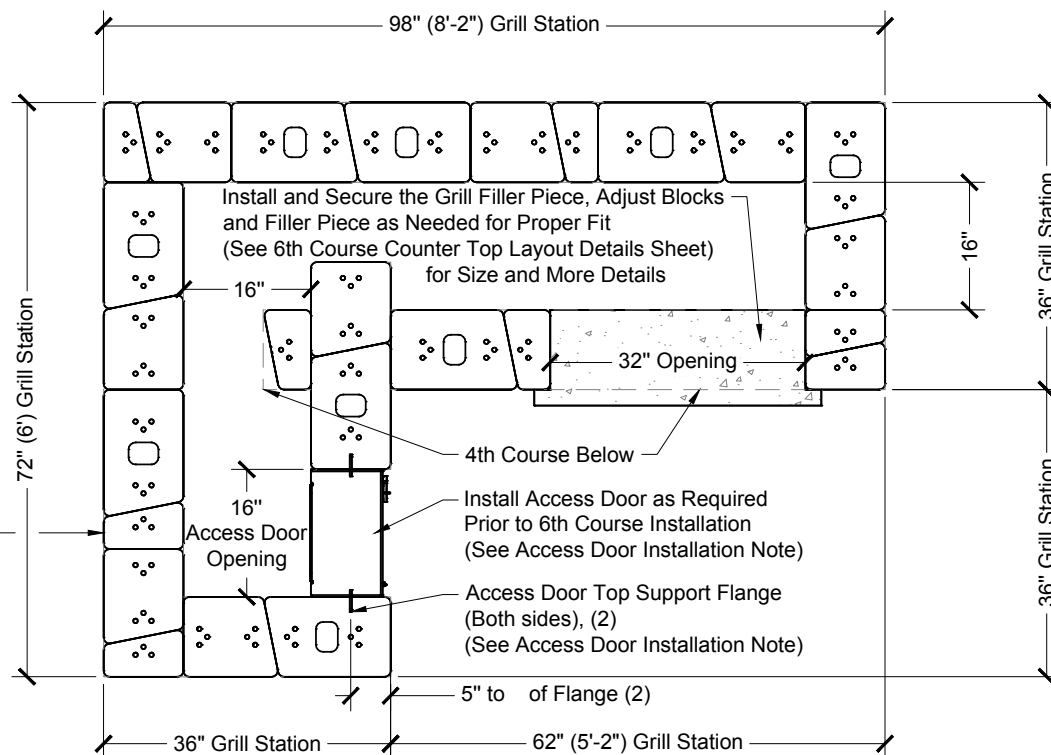 98" (8'-2") Grill Station
Install and Secure the Grill Filler Piece, Adjust Blocks
and Filler Piece as Needed for Proper Fit
(See 6th Course Counter Top Layout Details Sheet)
for Size and More Details
16"
16"
36" Grill Station
72" (6') Grill Station
32" Opening
4th Course Below
16"
Access Door
Opening
Install Access Door as Required
Prior to 6th Course Installation
(See Access Door Installation Note)
Access Door Top Support Flange
(Both sides), (2)
(See Access Door Installation Note)
36" Grill Station
5" to of Flange (2)
36" Grill Station
62" (5'-2") Grill Station